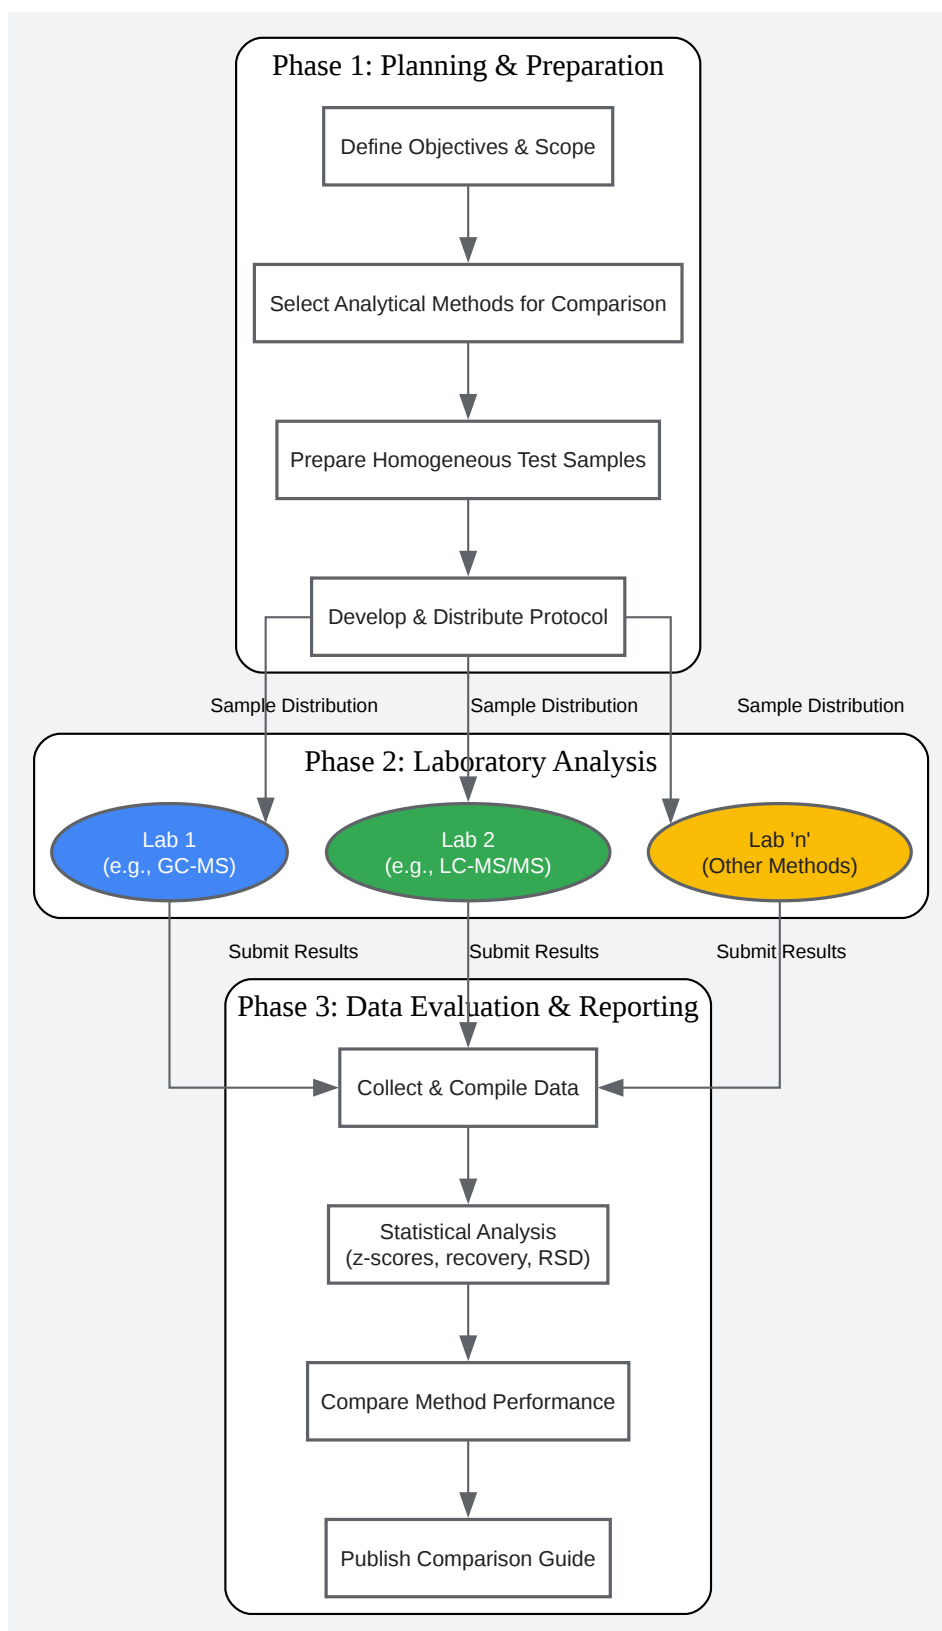 Phase 1: Planning & Preparation
Define Objectives & Scope
Select Analytical Methods for Comparison
Prepare Homogeneous Test Samples
Develop & Distribute Protocol
Sample Distribution
Sample Distribution
Sample Distribution
Phase 2: Laboratory Analysis
Lab 1
(e.g., GC-MS)
Lab 2
(e.g., LC-MS/MS)
Lab 'n'
(Other Methods)
Submit Results
Submit Results
Submit Results
Phase 3: Data Evaluation & Reporting
Collect & Compile Data
Statistical Analysis
(z-scores, recovery, RSD)
Compare Method Performance
Publish Comparison Guide